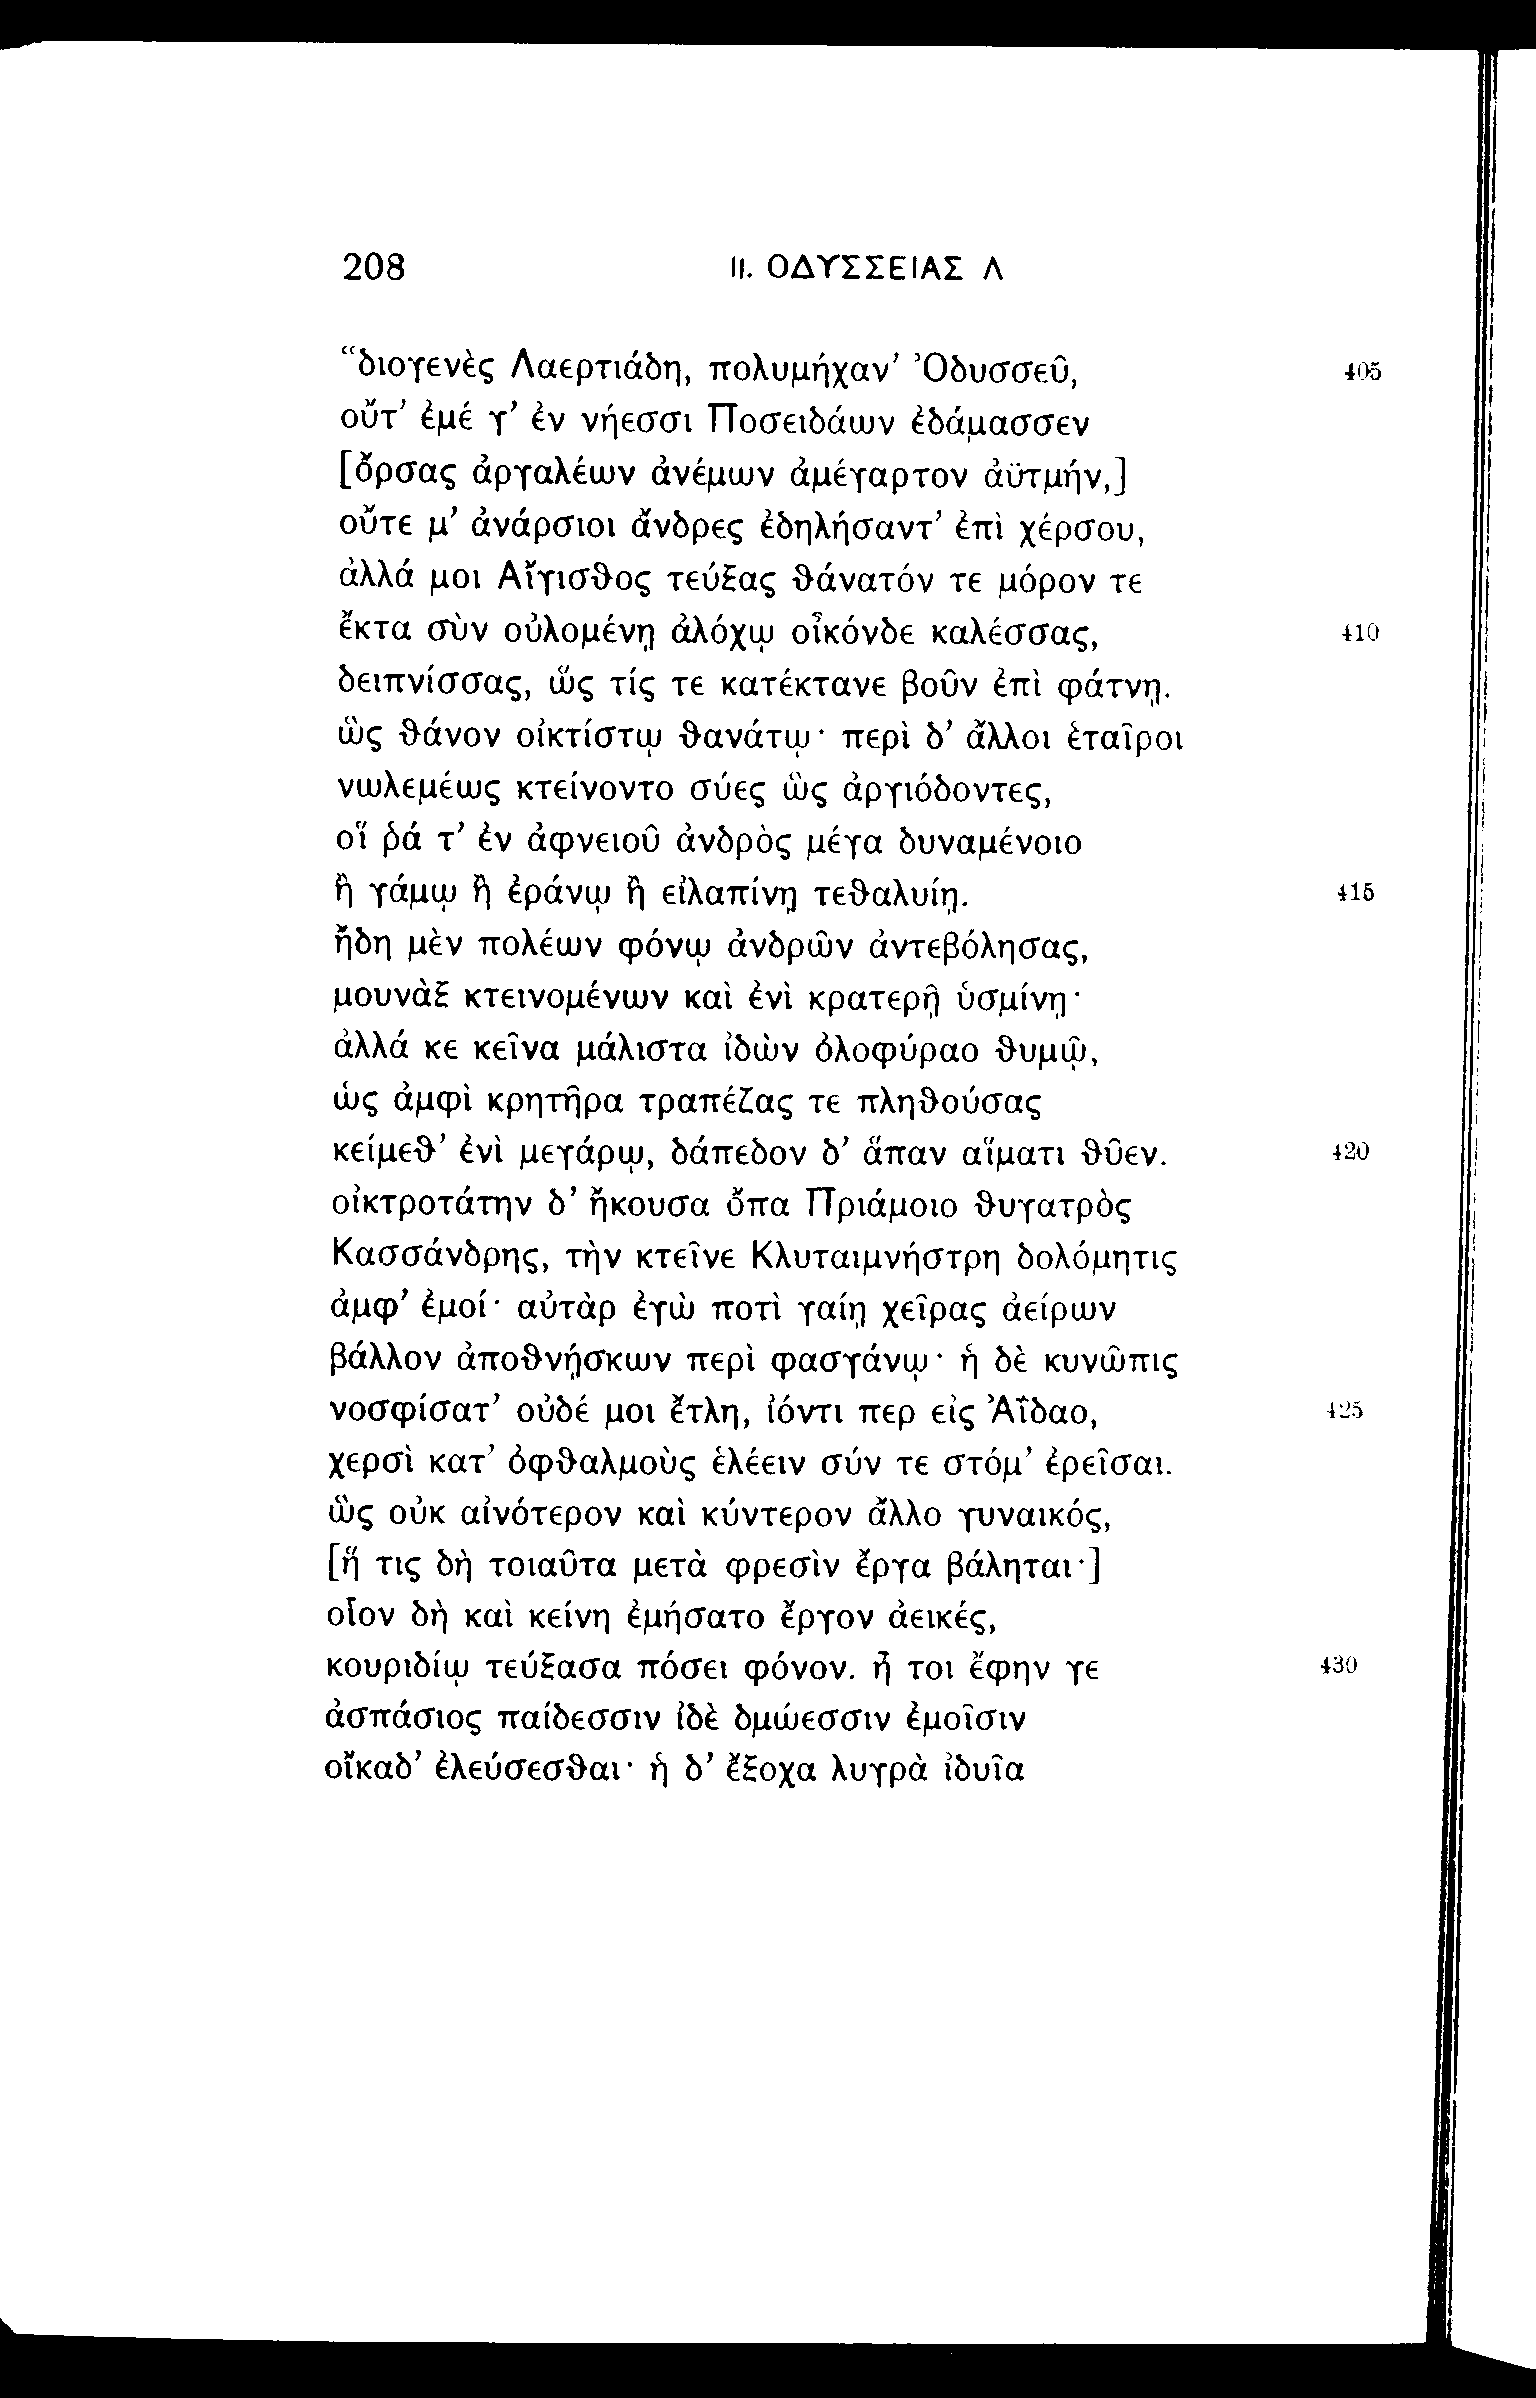 208 11. ΟΔΥΣΣΕΙΑΣ Λ
“διογενὲς Λαερτιάδη, πολυμήχαν’ Ὀδυσσεῦ, 405
οὔτ’ ἐμέ γ’ ἐν νήεσσι Ποσειδάων ἐδάμασσεν
[ὄρσας ἀργαλέων ἀνέμων ἀμέγαρτον ἀϋτμήν,]
οὔτε μ’ ἀνάρσιοι ἄνδρες ἐδηλήσαντ’ ἐπὶ χέρσου,
ἀλλά μοι Αἴγισθος τεύξας θάνατόν τε μόρον τε
ἔκτα σὺν οὐλομένῃ ἀλόχῳ οἶκόνδε καλέσσας, 410
δειπνίσσας, ὥς τίς τε κατέκτανε βοῦν ἐπὶ φάτνῃ.
ὣς θάνον οἰκτίστῳ θανάτῳ· περὶ δ’ ἄλλοι ἑταῖροι
νωλεμέως κτείνοντο σύες ὣς ἀργιόδοντες,
οἵ ῥά τ’ ἐν ἀφνειοῦ ἀνδρὸς μέγα δυναμένοιο
ἢ γάμῳ ἢ ἐράνῳ ἢ εἰλαπίνῃ τεθαλυίῃ. 415
ἤδη μὲν πολέων φόνῳ ἀνδρῶν ἀντεβόλησας,
μουνὰξ κτεινομένων καὶ ἐνὶ κρατερῇ ὑσμίνῃ·
ἀλλά κε κεῖνα μάλιστα ἰδὼν ὀλοφύραο θυμῷ,
ὡς ἀμφὶ κρητῆρα τραπέζας τε πληθούσας
κείμεθ’ ἐνὶ μεγάρῳ, δάπεδον δ’ ἅπαν αἵματι θῦεν. 420
οἰκτροτάτην δ’ ἤκουσα ὄπα Πριάμοιο θυγατρὸς
Κασσάνδρης, τὴν κτεῖνε Κλυταιμνήστρη δολόμητις
ἀμφ’ ἐμοί· αὐτὰρ ἐγὼ ποτὶ γαίῃ χεῖρας ἀείρων
βάλλον ἀποθνῄσκων περὶ φασγάνῳ· ἡ δὲ κυνῶπις
νοσφίσατ’ οὐδέ μοι ἔτλη, ἰόντι περ εἰς Ἀΐδαο, 425
χερσὶ κατ’ ὀφθαλμοὺς ἑλέειν σύν τε στόμ’ ἐρεῖσαι.
ὣς οὐκ αἰνότερον καὶ κύντερον ἄλλο γυναικός,
[ἥ τις δὴ τοιαῦτα μετὰ φρεσὶν ἔργα βάληται·]
οἷον δὴ καὶ κείνη ἐμήσατο ἔργον ἀεικές,
κουριδίῳ τεύξασα πόσει φόνον. ἦ τοι ἔφην γε 430
ἀσπάσιος παίδεσσιν ἰδὲ δμώεσσιν ἐμοῖσιν
οἴκαδ’ ἐλεύσεσθαι· ἡ δ’ ἔξοχα λυγρὰ ἰδυῖα